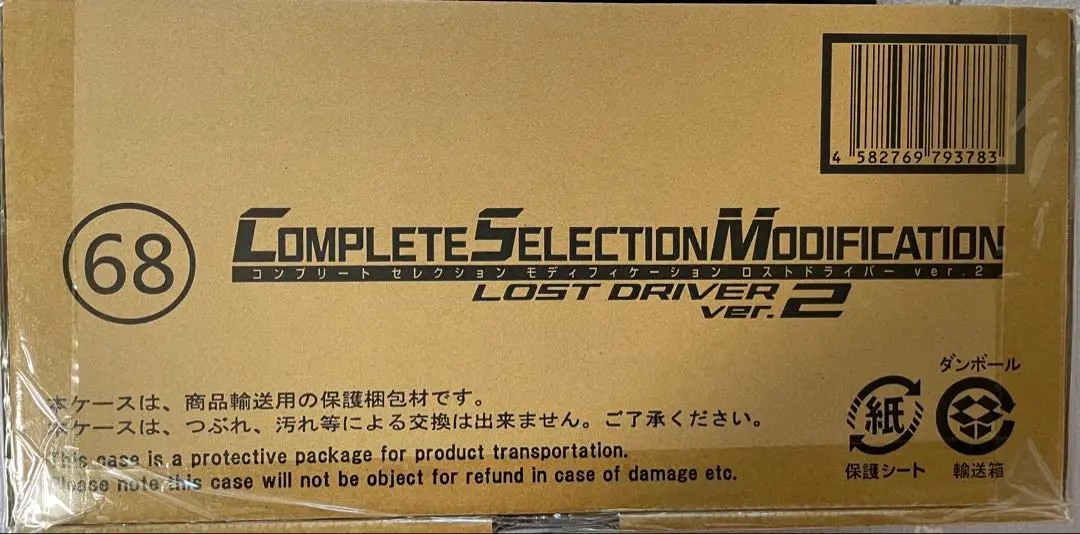 4 582769 793783
68
COMPLETE SELECTION MODIFICATION
コンプリート セレクション モディフィケーション ロストドライバー ver.2
LOST DRIVER
ver.2
ダンボール
本ケースは、商品輸送用の保護梱包材です。
本ケースは、つぶれ、汚れ等による交換は出来ません。ご了承ください。
紙
This case is a protective package for product transportation.
Please note this case will not be object for refund in case of damage etc.
保護シート
輸送箱